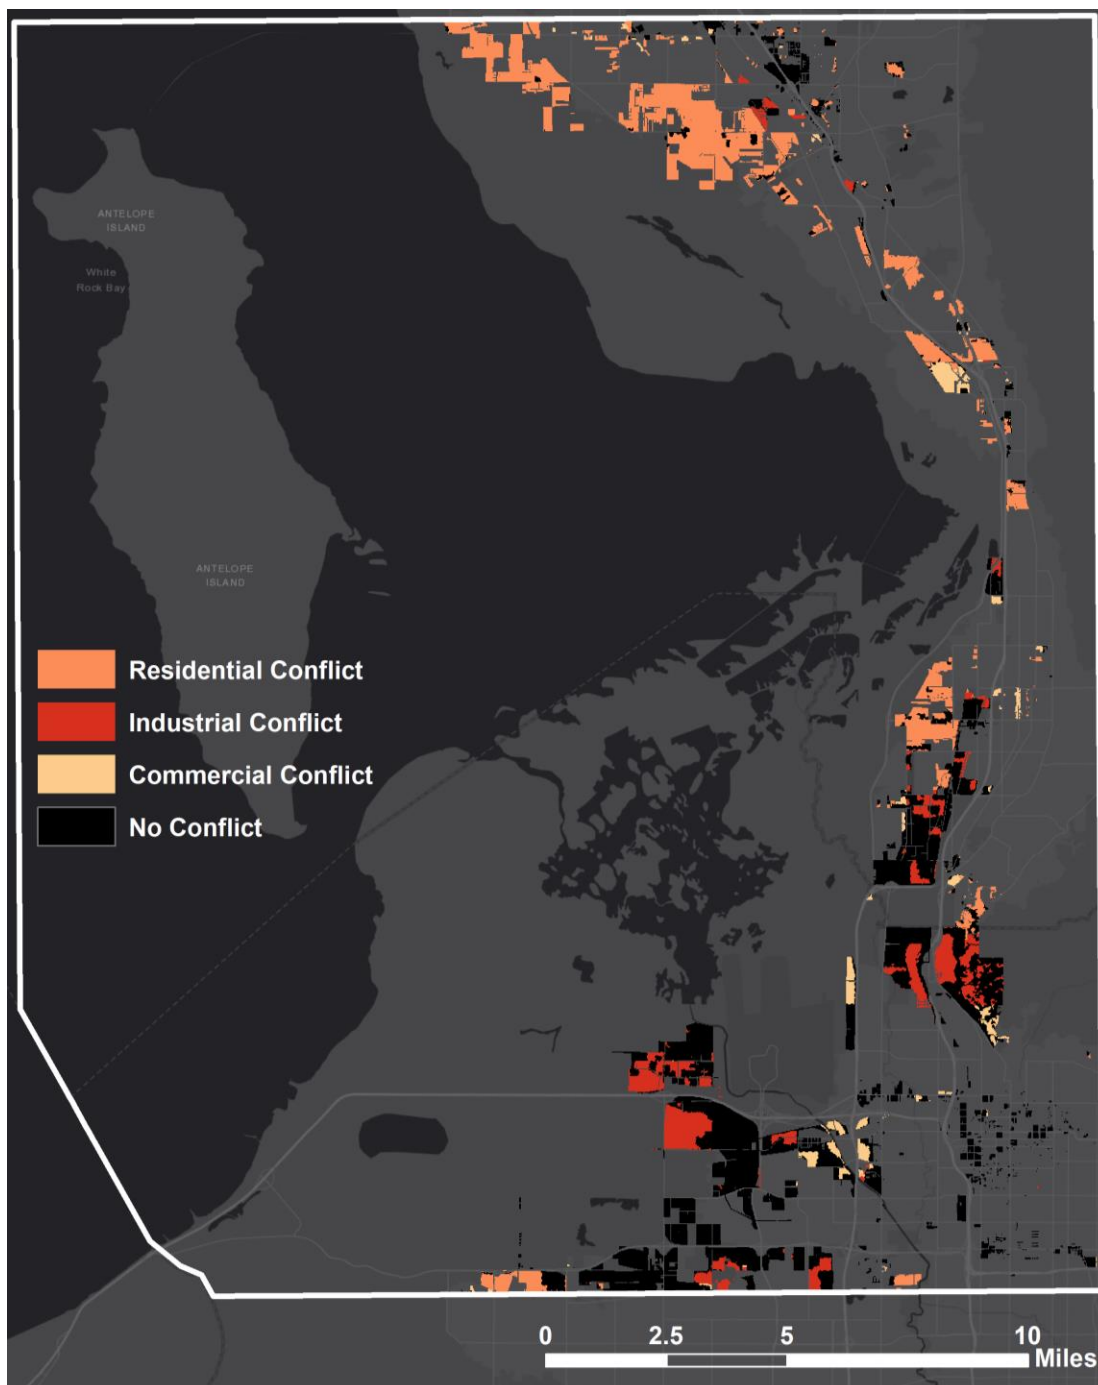 ANTELOPE
ISLAND
White
Rock Bay
ANTELOPE
ISLAND
Residential Conflict
Industrial Conflict
Commercial Conflict
No Conflict
0 2.5 5 10
Miles